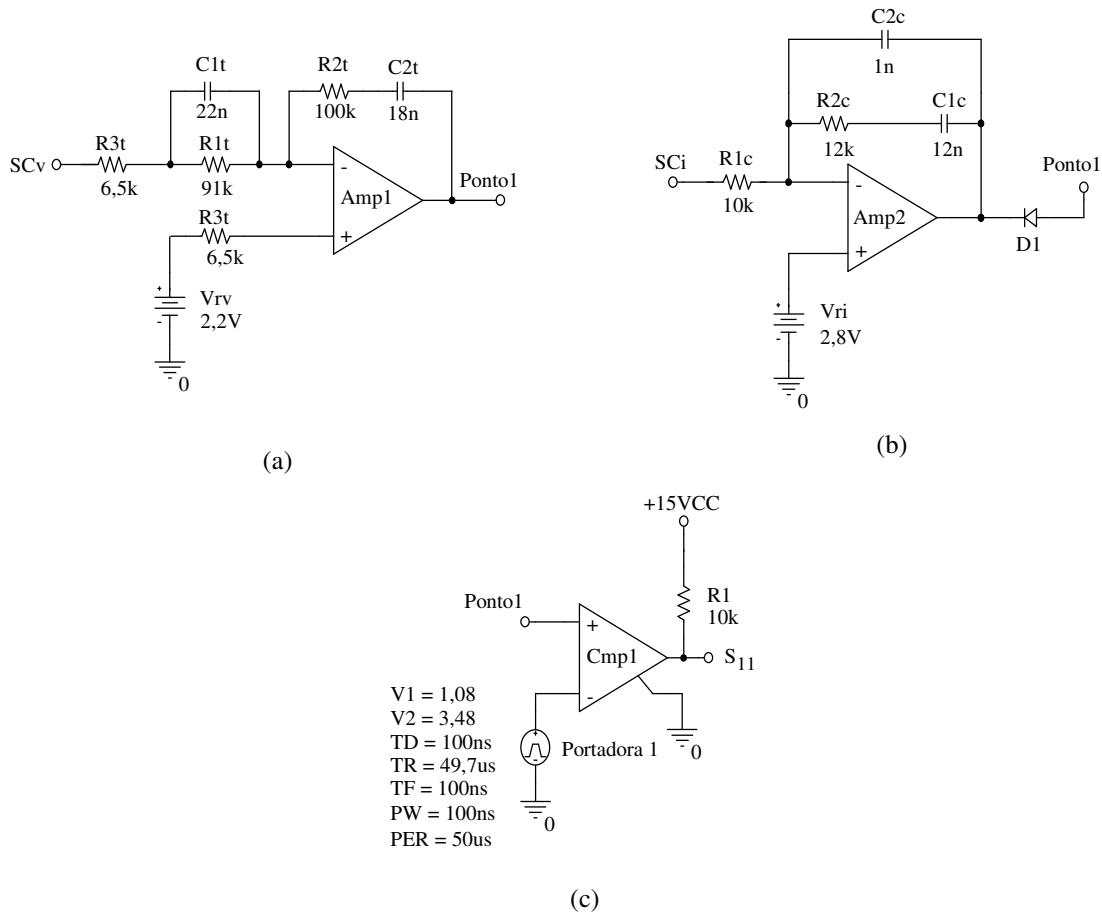 C1t
22n
R2t
100k
C2t
18n
SCv
R3t
6,5k
R1t
91k
-
Amp1
+
Ponto1
R3t
6,5k
+
-
Vrv
2,2V
0
(a)
C2c
1n
R2c
12k
C1c
12n
SCi
R1c
10k
-
Amp2
+
Ponto1
D1
+
-
Vri
2,8V
0
(b)
+15VCC
R1
10k
Ponto1
+
Cmp1
-
S11
0
V1 = 1,08
V2 = 3,48
TD = 100ns
TR = 49,7us
TF = 100ns
PW = 100ns
PER = 50us
+
-
Portadora 1
0
(c)